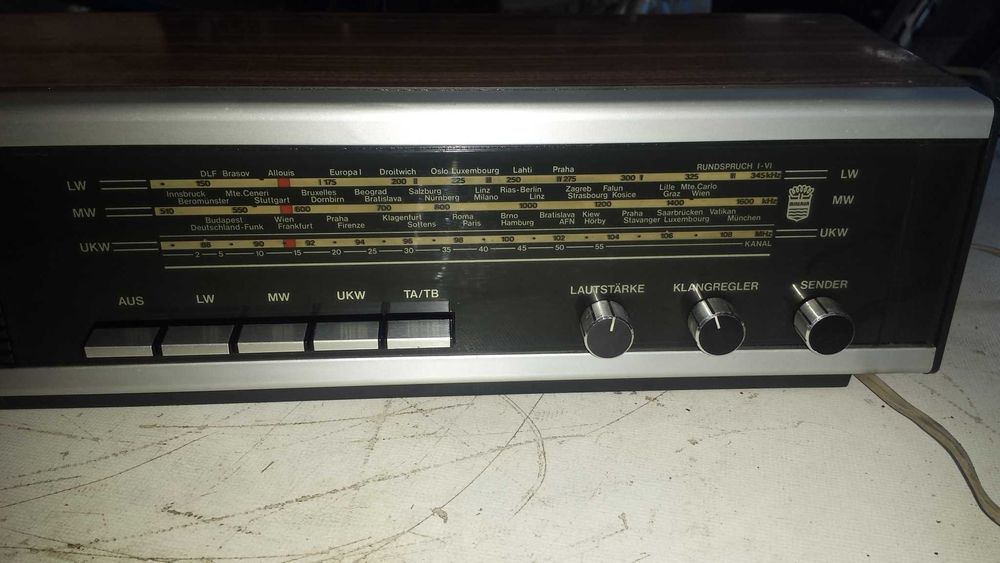 RUNDSPRUCH I-VI
DLF Brasov Allouis Europa I Droitwich Oslo Luxembourg Lahti Praha
LW 150 175 200 225 250 275 300 325 345 kHz LW
Innsbruck Mte.Ceneri Bruxelles Beograd Salzburg Linz Rias-Berlin Zagreb Falun Lille Mte.Carlo
Beromunster Stuttgart Dornbirn Bratislava Nürnberg Milano Linz Strasbourg Kosice Graz Wien
MW 510 550 600 700 800 1000 1200 1400 1600 kHz MW
Budapest Wien Praha Klagenfurt Roma Brno Bratislava Kiew Praha Saarbrücken Vatikan
Deutschland-Funk Frankfurt Firenze Sottens Paris Hamburg AFN Hörby Stavanger Luxembourg München
UKW 88 90 92 94 96 98 100 102 104 106 108 MHz UKW
2 5 10 15 20 25 30 35 40 45 50 55 KANAL
AUS LW MW UKW TA/TB LAUTSTÄRKE KLANGREGLER SENDER